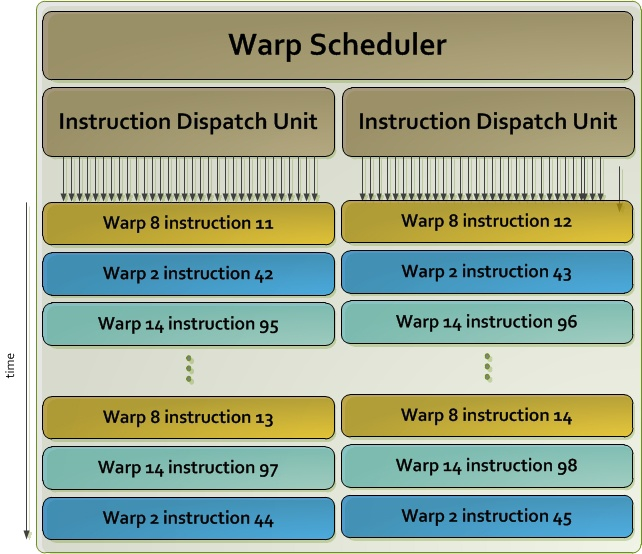 Warp Scheduler
Instruction Dispatch Unit
Instruction Dispatch Unit
Warp 8 instruction 11
Warp 8 instruction 12
Warp 2 instruction 42
Warp 2 instruction 43
Warp 14 instruction 95
Warp 14 instruction 96
time
Warp 8 instruction 13
Warp 8 instruction 14
Warp 14 instruction 97
Warp 14 instruction 98
Warp 2 instruction 44
Warp 2 instruction 45